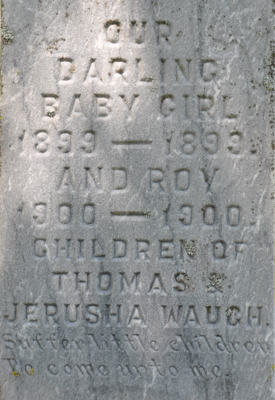 OUR
DARLING
BABY GIRL
1899 — 1899.
AND ROY
1900 — 1900.
CHILDREN OF
THOMAS &
JERUSHA WAUGH.
Suffer little children
to come unto me.